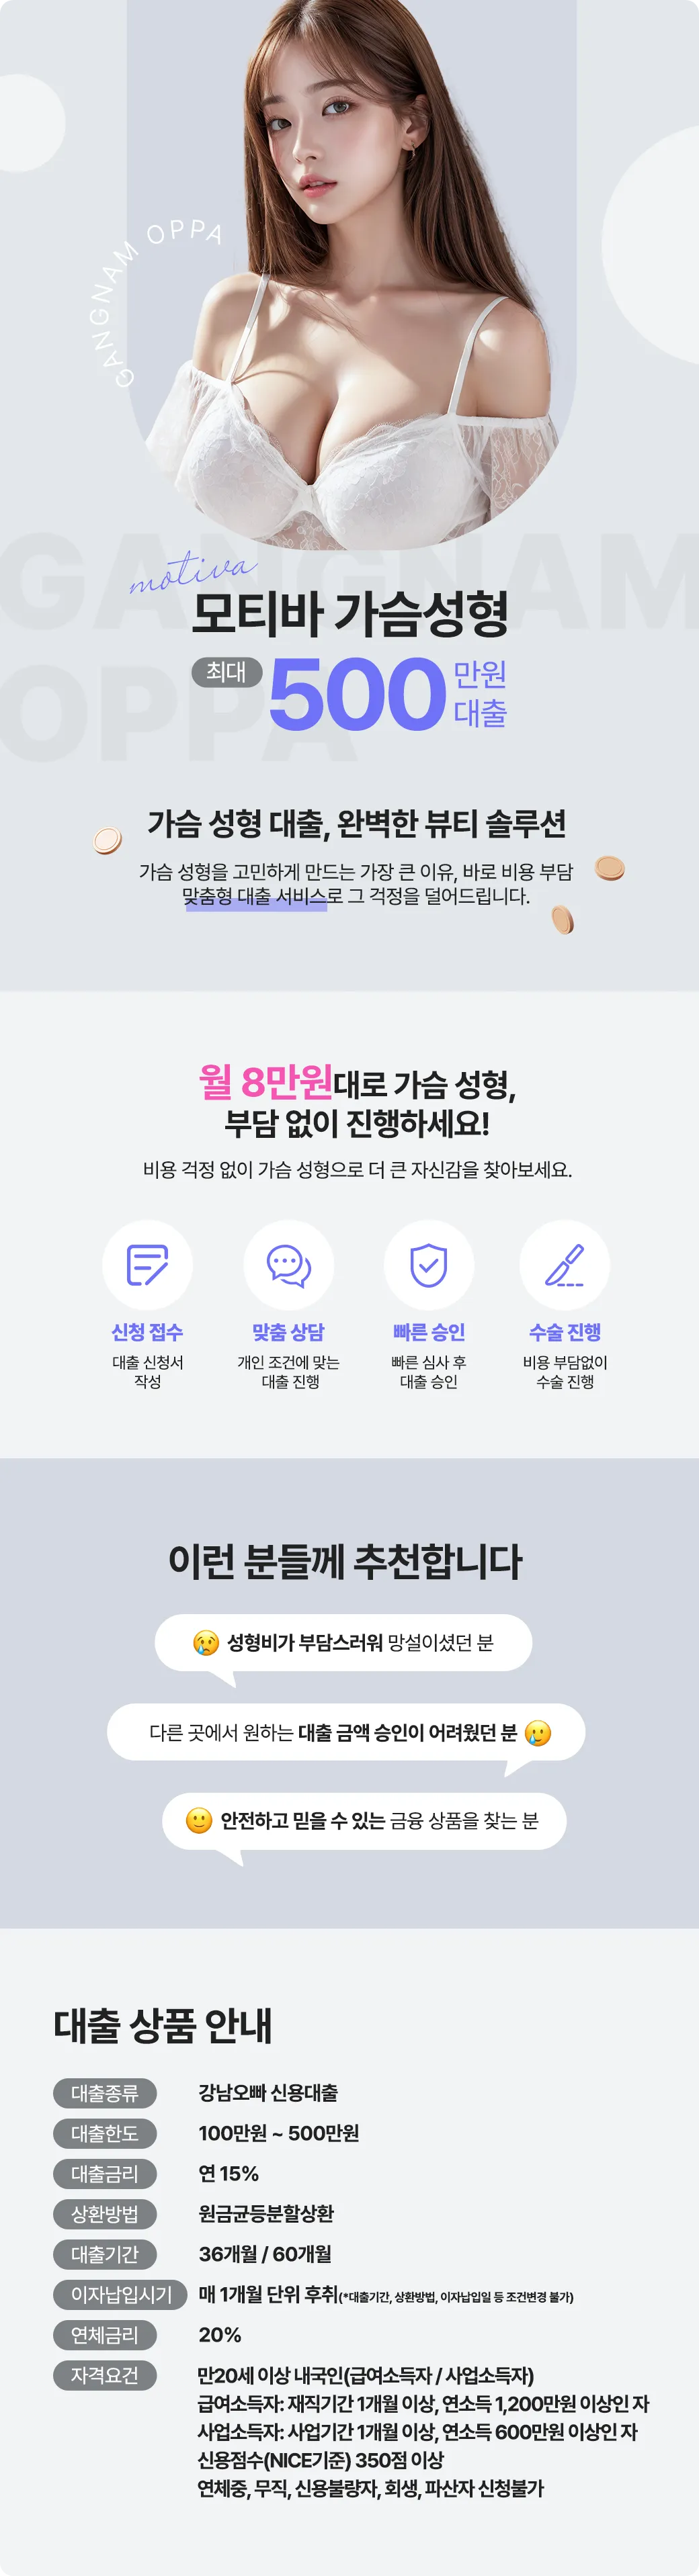 GANGNAM OPPA
GANGNAM
OPPA
motiva
모티바 가슴성형
최대 500 만원
대출
가슴 성형 대출, 완벽한 뷰티 솔루션
가슴 성형을 고민하게 만드는 가장 큰 이유, 바로 비용 부담
맞춤형 대출 서비스로 그 걱정을 덜어드립니다.
월 8만원대로 가슴 성형,
부담 없이 진행하세요!
비용 걱정 없이 가슴 성형으로 더 큰 자신감을 찾아보세요.
신청 접수
대출 신청서
작성
맞춤 상담
개인 조건에 맞는
대출 진행
빠른 승인
빠른 심사 후
대출 승인
수술 진행
비용 부담없이
수술 진행
이런 분들께 추천합니다
성형비가 부담스러워 망설이셨던 분
다른 곳에서 원하는 대출 금액 승인이 어려웠던 분
안전하고 믿을 수 있는 금융 상품을 찾는 분
대출 상품 안내
대출종류 강남오빠 신용대출
대출한도 100만원 ~ 500만원
대출금리 연 15%
상환방법 원금균등분할상환
대출기간 36개월 / 60개월
이자납입시기 매 1개월 단위 후취(*대출기간, 상환방법, 이자납입일 등 조건변경 불가)
연체금리 20%
자격요건 만20세 이상 내국인(급여소득자 / 사업소득자)
급여소득자: 재직기간 1개월 이상, 연소득 1,200만원 이상인 자
사업소득자: 사업기간 1개월 이상, 연소득 600만원 이상인 자
신용점수(NICE기준) 350점 이상
연체중, 무직, 신용불량자, 회생, 파산자 신청불가